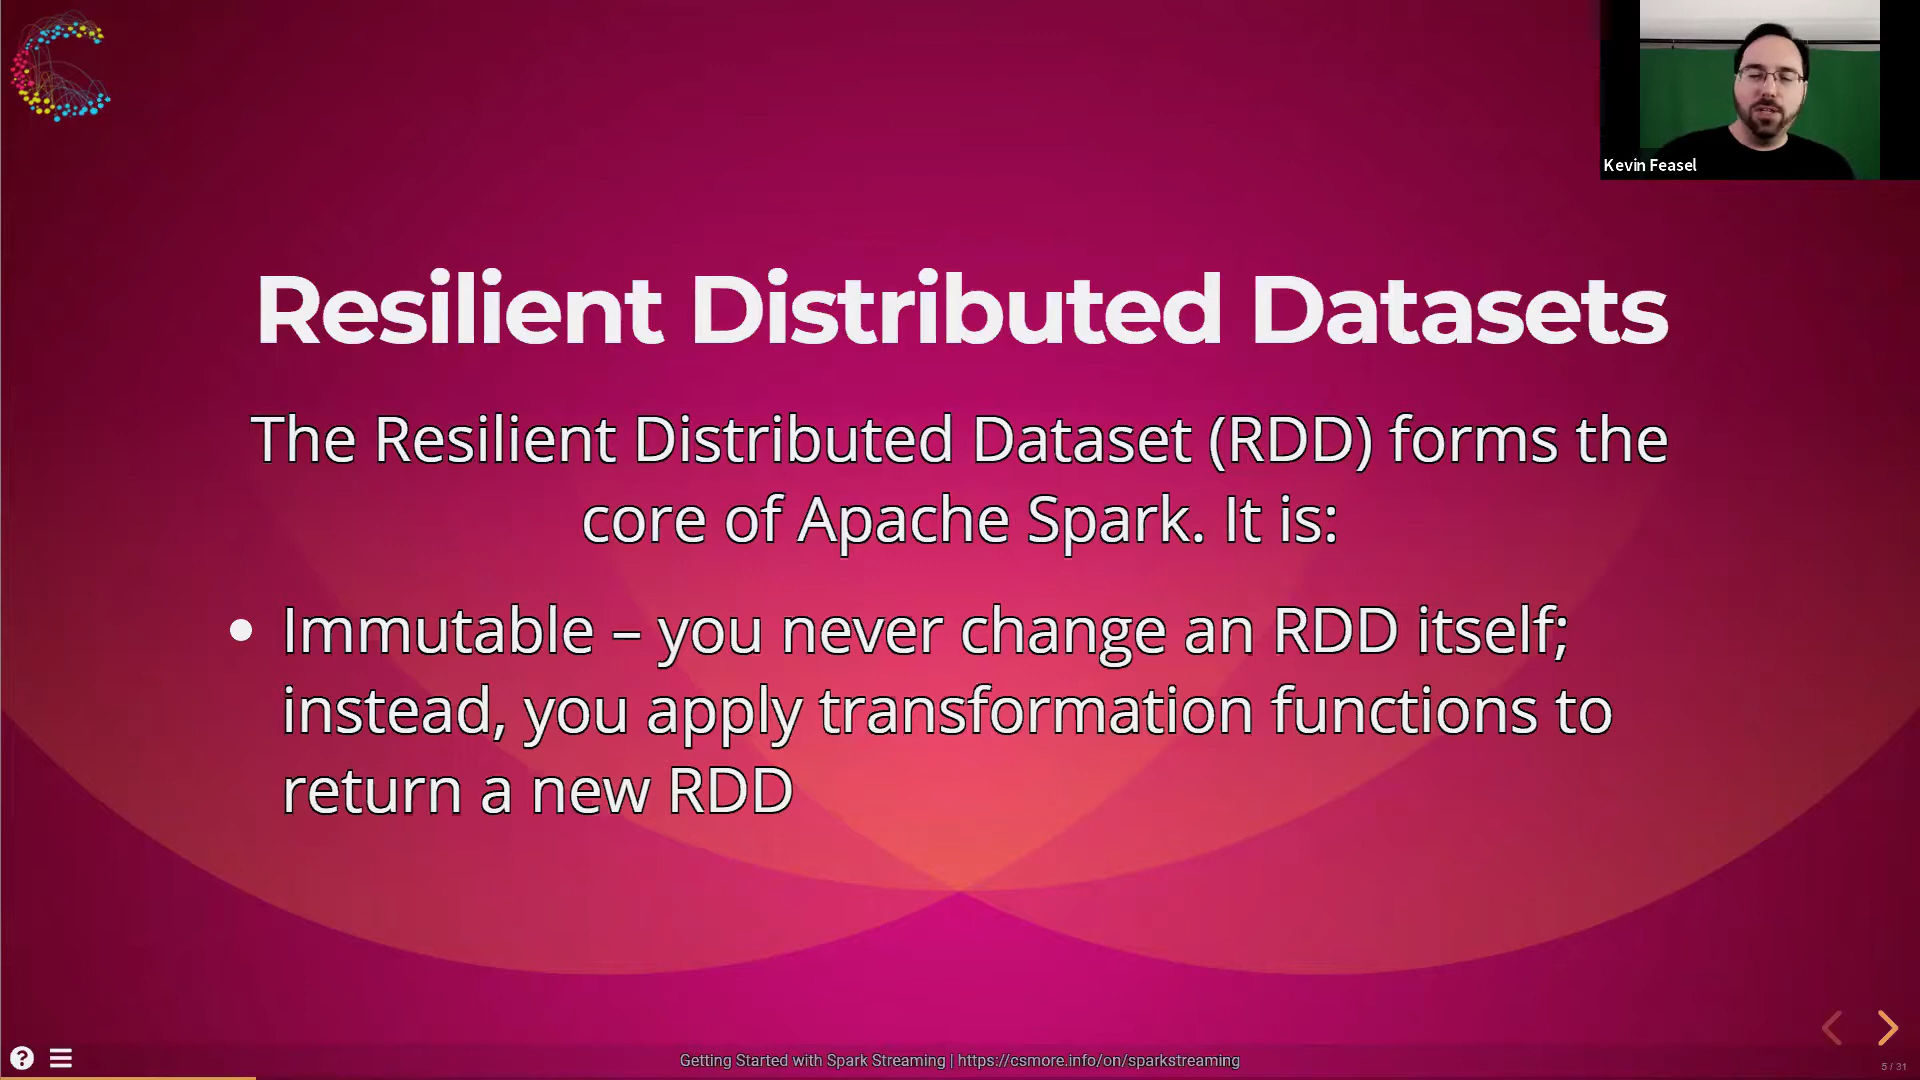 Kevin Feasel
Resilient Distributed Datasets
The Resilient Distributed Dataset (RDD) forms the
core of Apache Spark. It is:
• Immutable – you never change an RDD itself;
instead, you apply transformation functions to
return a new RDD
Getting Started with Spark Streaming | https://csmore.info/on/sparkstreaming
5 / 31